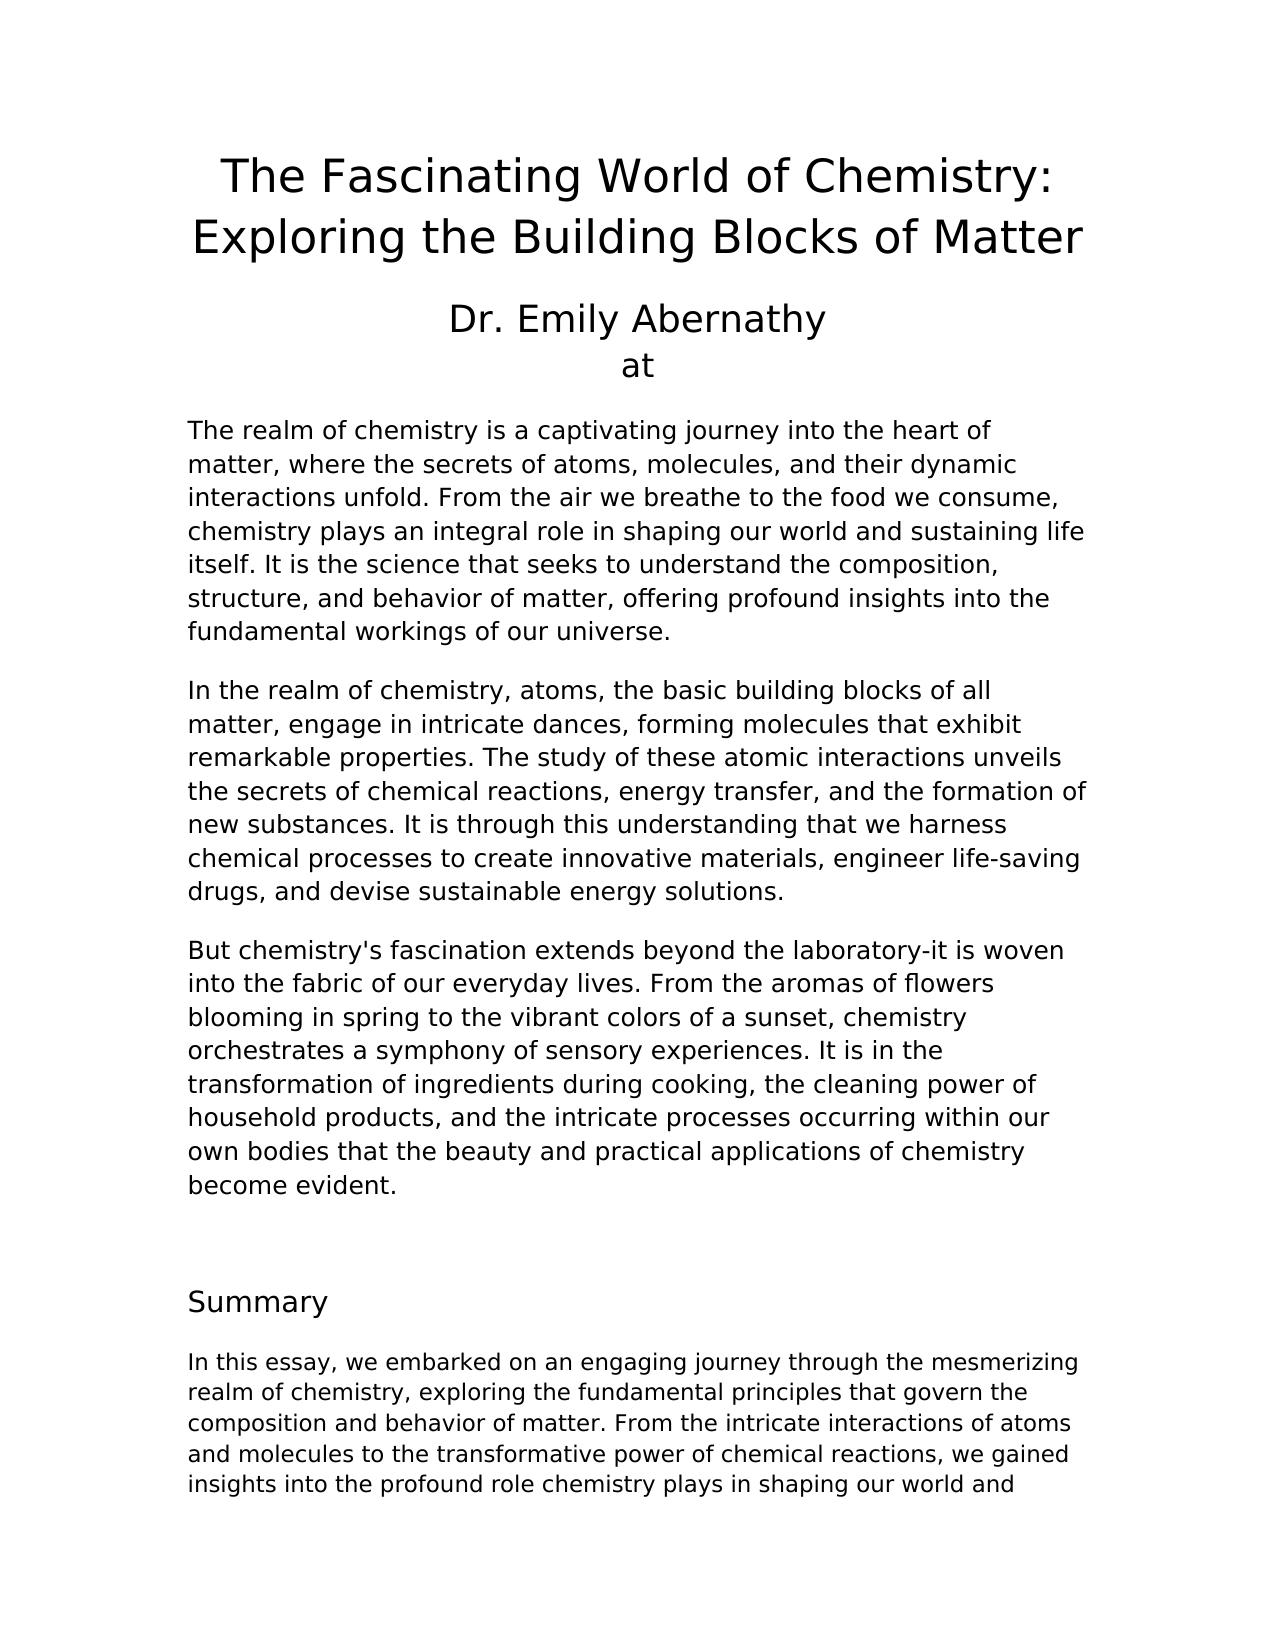 The Fascinating World of Chemistry:
Exploring the Building Blocks of Matter
Dr. Emily Abernathy
at
The realm of chemistry is a captivating journey into the heart of
matter, where the secrets of atoms, molecules, and their dynamic
interactions unfold. From the air we breathe to the food we consume,
chemistry plays an integral role in shaping our world and sustaining life
itself. It is the science that seeks to understand the composition,
structure, and behavior of matter, offering profound insights into the
fundamental workings of our universe.
In the realm of chemistry, atoms, the basic building blocks of all
matter, engage in intricate dances, forming molecules that exhibit
remarkable properties. The study of these atomic interactions unveils
the secrets of chemical reactions, energy transfer, and the formation of
new substances. It is through this understanding that we harness
chemical processes to create innovative materials, engineer life-saving
drugs, and devise sustainable energy solutions.
But chemistry's fascination extends beyond the laboratory-it is woven
into the fabric of our everyday lives. From the aromas of flowers
blooming in spring to the vibrant colors of a sunset, chemistry
orchestrates a symphony of sensory experiences. It is in the
transformation of ingredients during cooking, the cleaning power of
household products, and the intricate processes occurring within our
own bodies that the beauty and practical applications of chemistry
become evident.
Summary
In this essay, we embarked on an engaging journey through the mesmerizing
realm of chemistry, exploring the fundamental principles that govern the
composition and behavior of matter. From the intricate interactions of atoms
and molecules to the transformative power of chemical reactions, we gained
insights into the profound role chemistry plays in shaping our world and